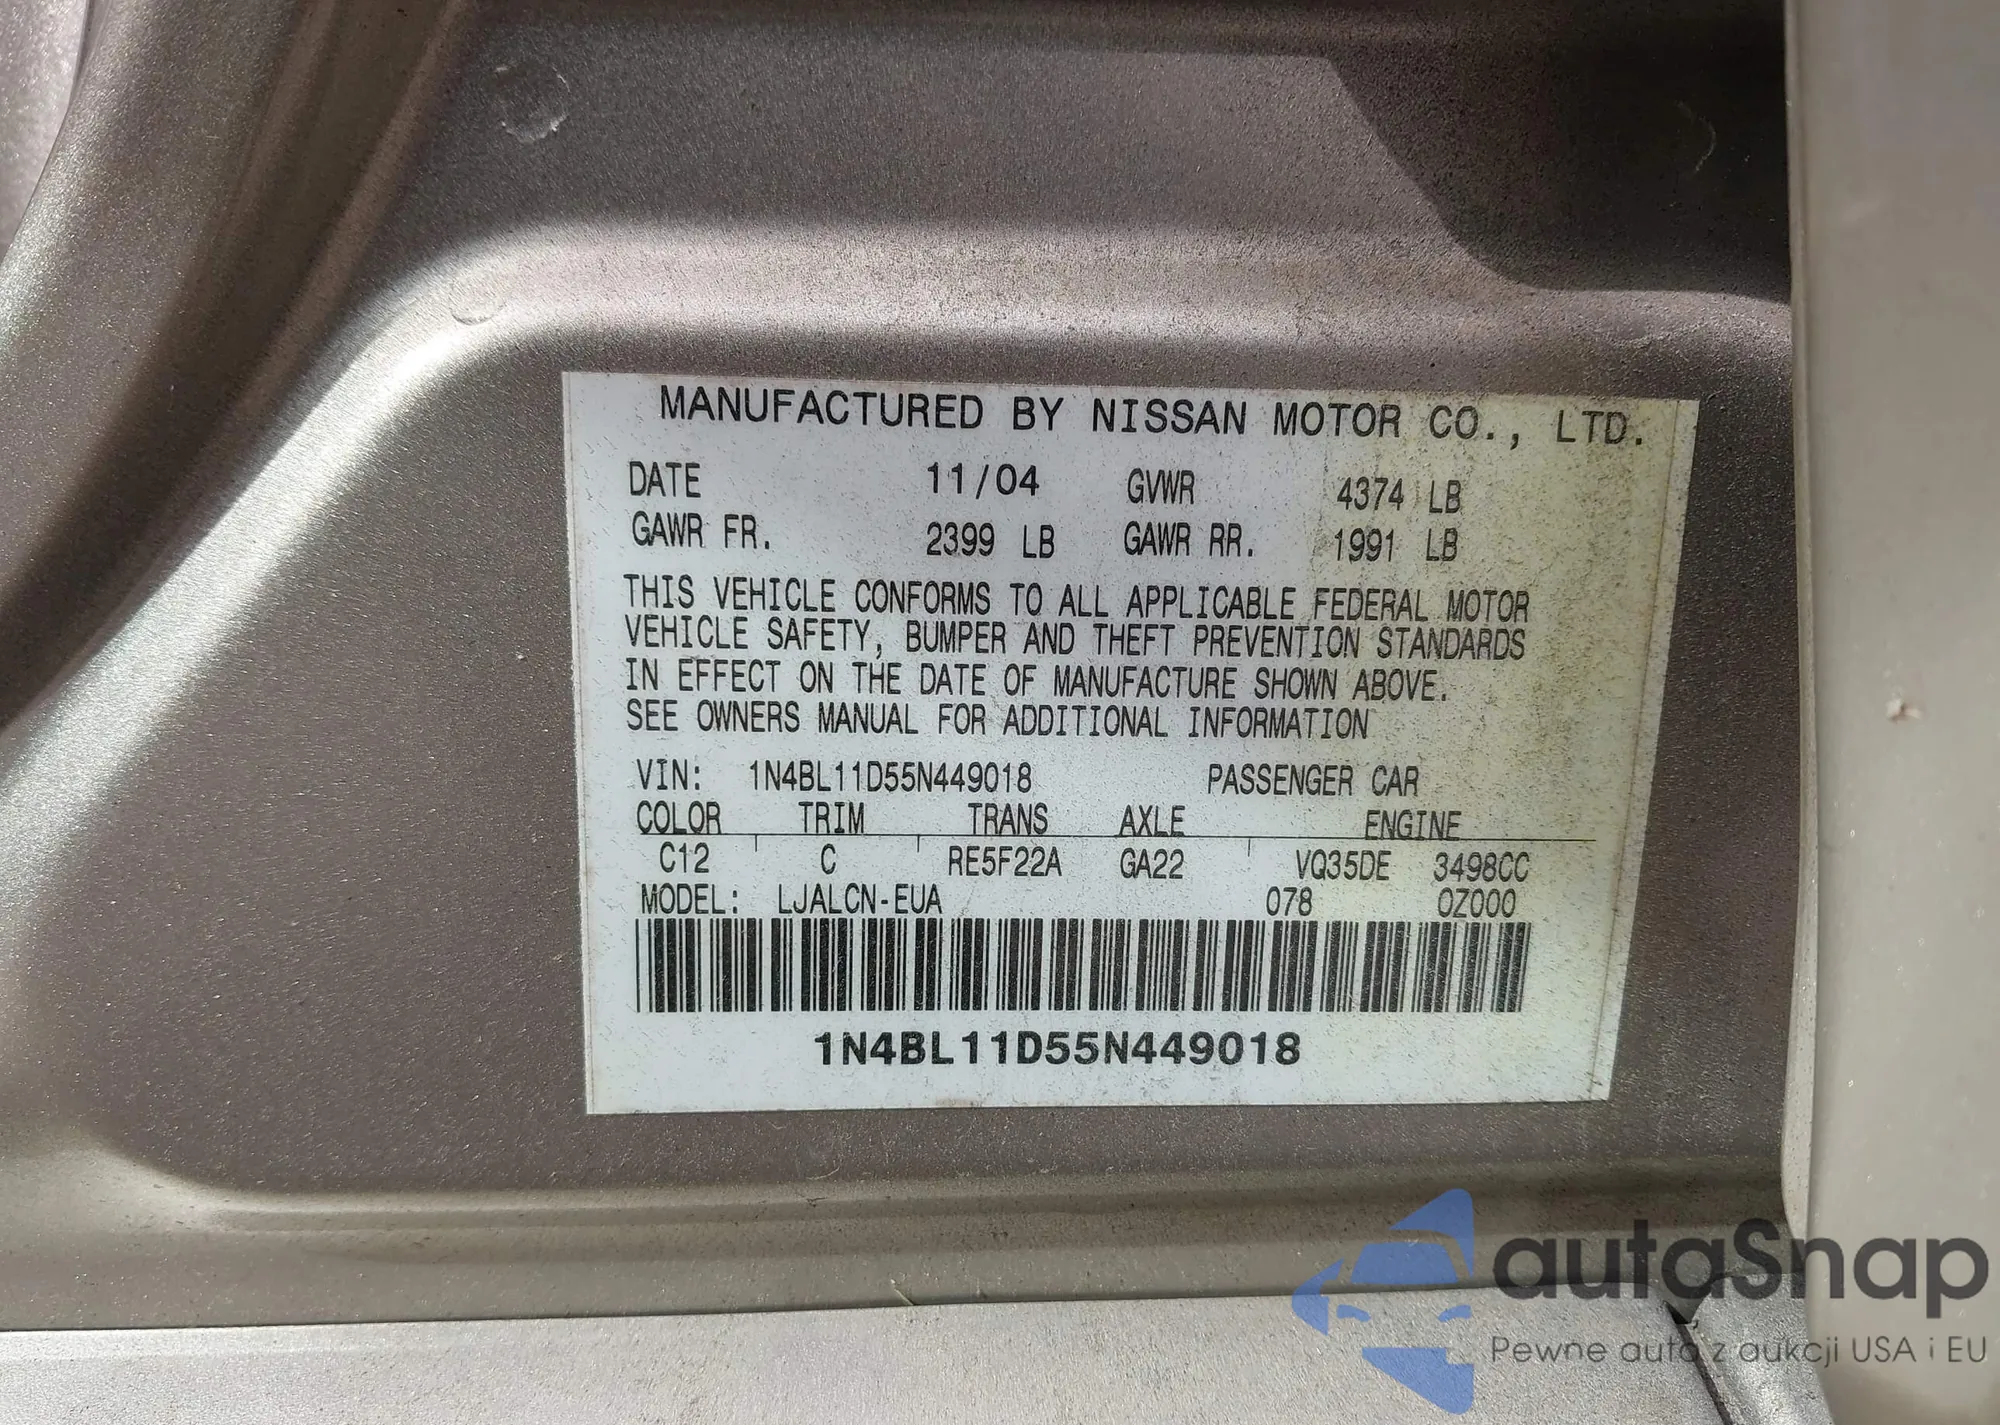 MANUFACTURED BY NISSAN MOTOR CO., LTD.
DATE 11/04 GVWR 4374 LB
GAWR FR. 2399 LB GAWR RR. 1991 LB
THIS VEHICLE CONFORMS TO ALL APPLICABLE FEDERAL MOTOR
VEHICLE SAFETY, BUMPER AND THEFT PREVENTION STANDARDS
IN EFFECT ON THE DATE OF MANUFACTURE SHOWN ABOVE.
SEE OWNERS MANUAL FOR ADDITIONAL INFORMATION
VIN: 1N4BL11D55N449018 PASSENGER CAR
COLOR TRIM TRANS AXLE ENGINE
C12 C RE5F22A GA22 VQ35DE 3498CC
MODEL: LJALCN-EUA 078 0Z000
1N4BL11D55N449018
autaSnap
Pewne auta z aukcji USA i EU